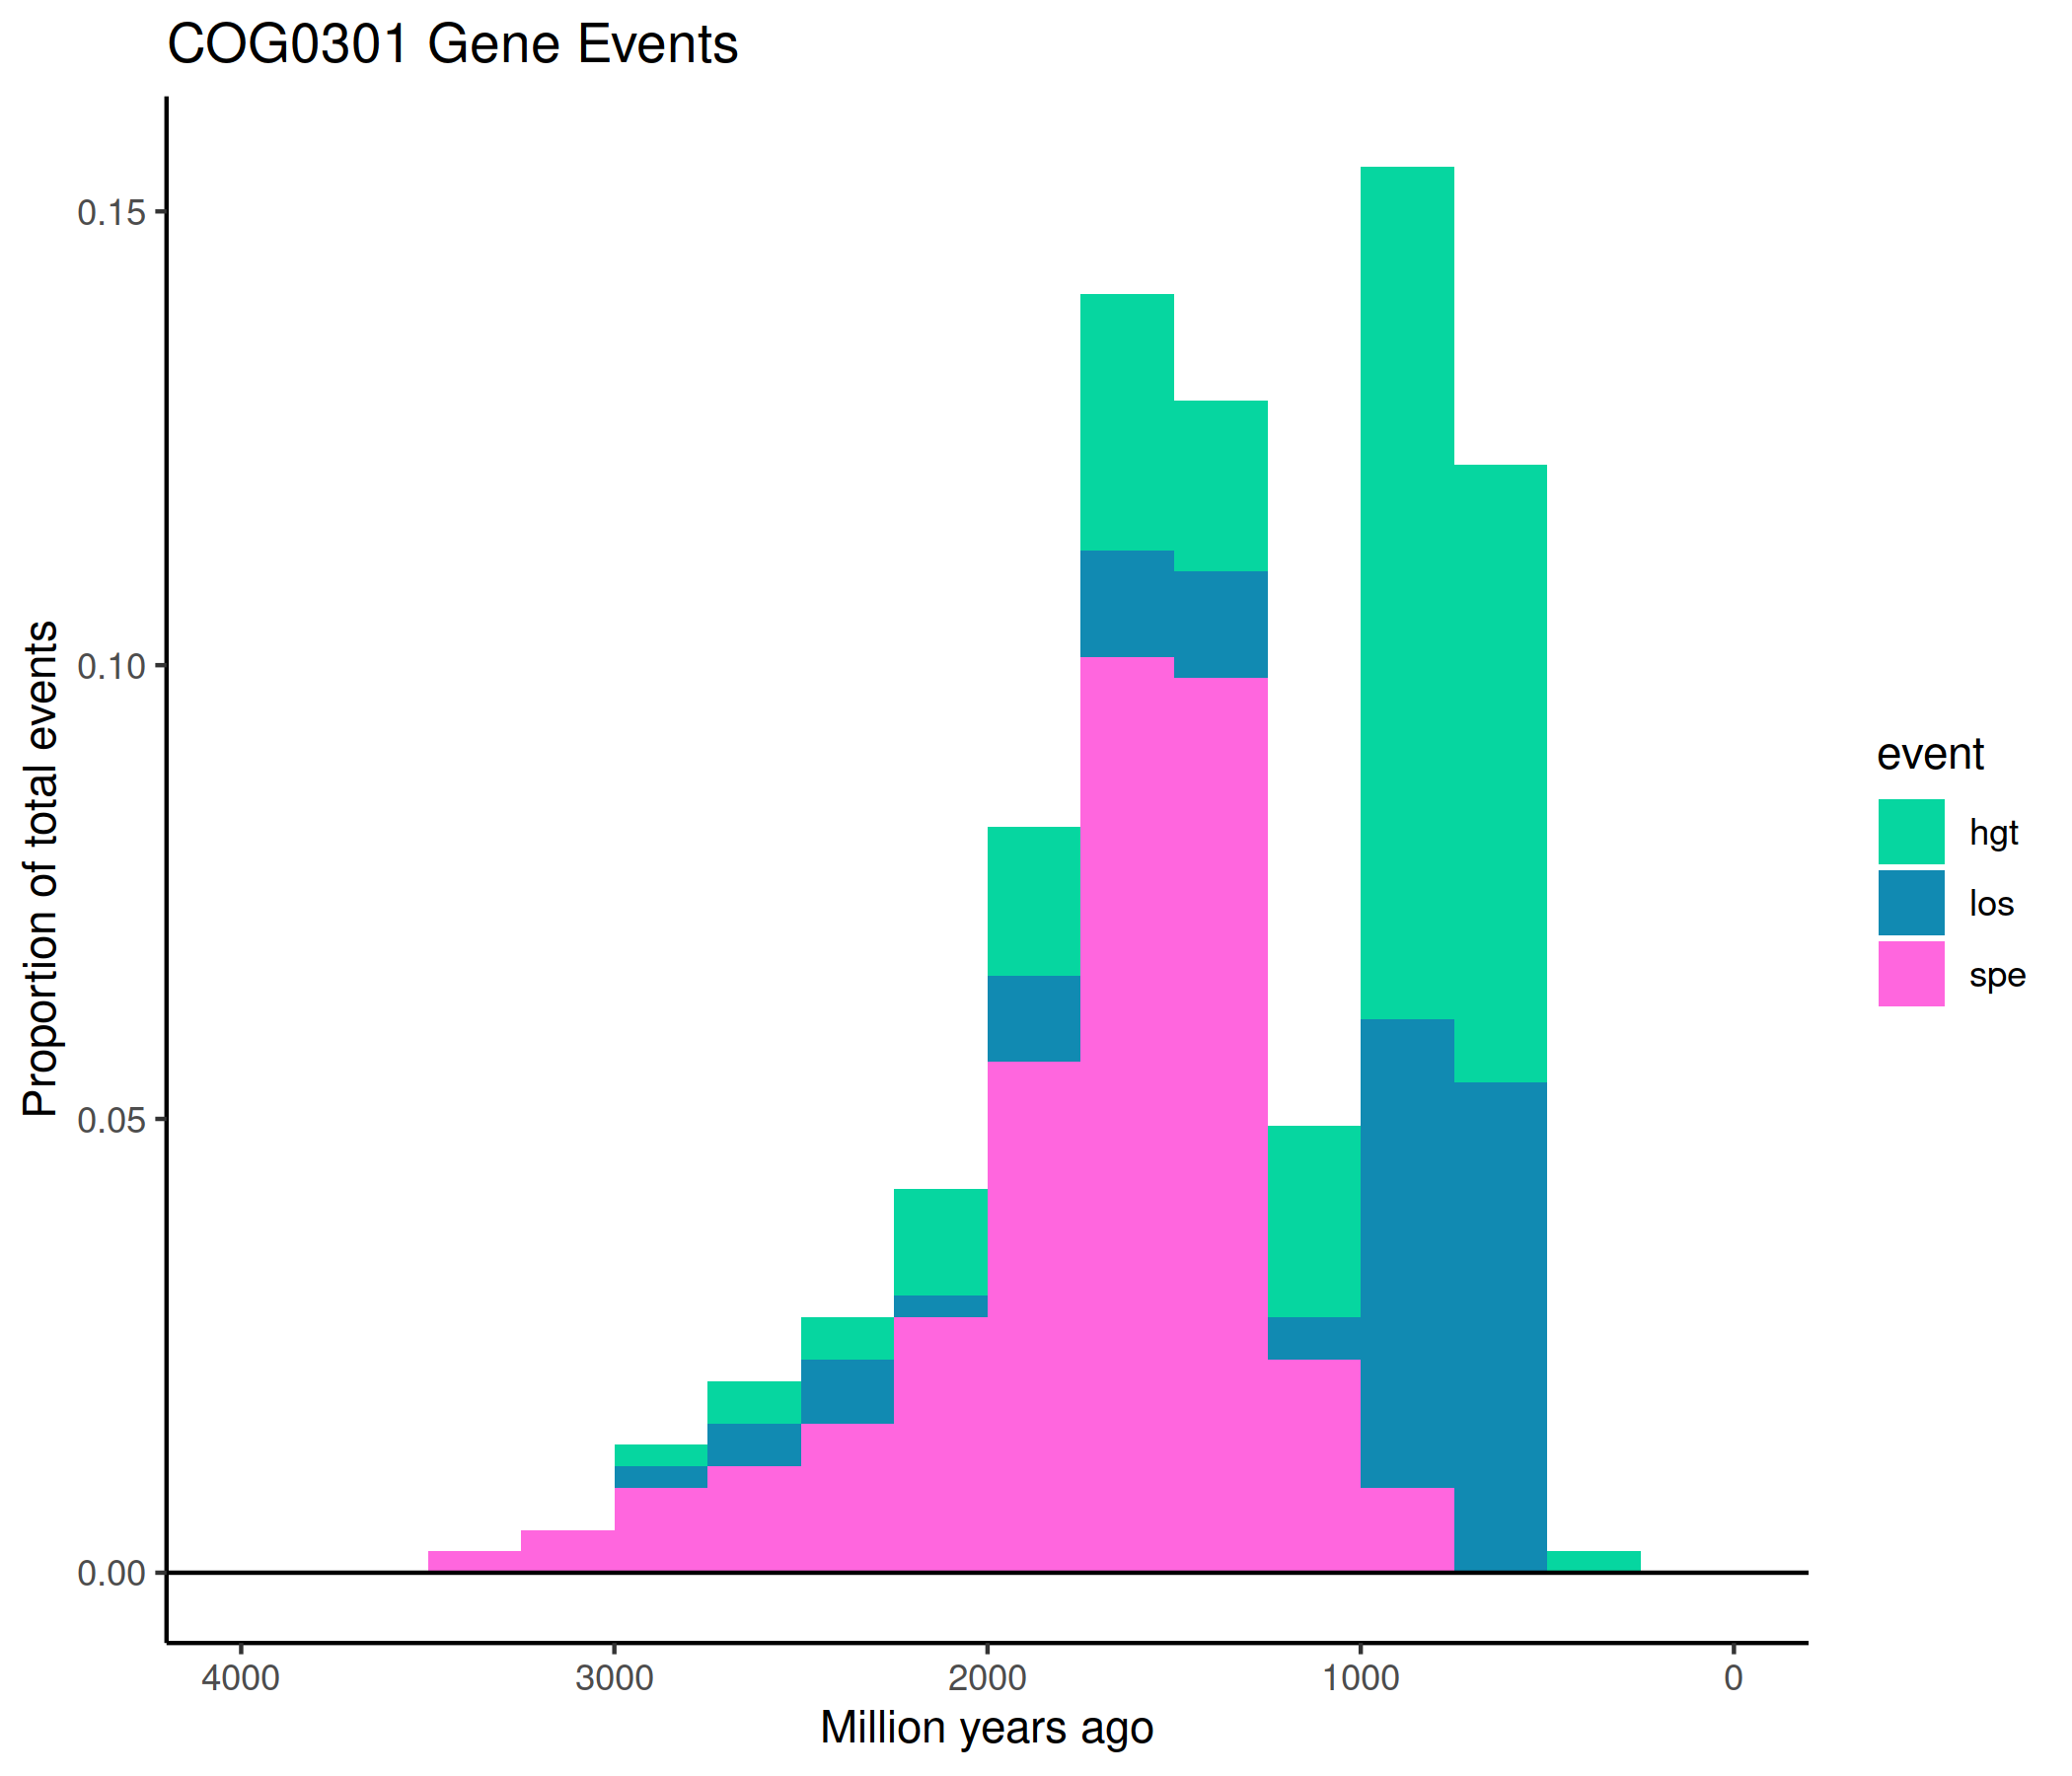 COG0301 Gene Events
Proportion of total events
0.15
0.10
0.05
0.00
4000 3000 2000 1000 0
Million years ago
event
hgt
los
spe